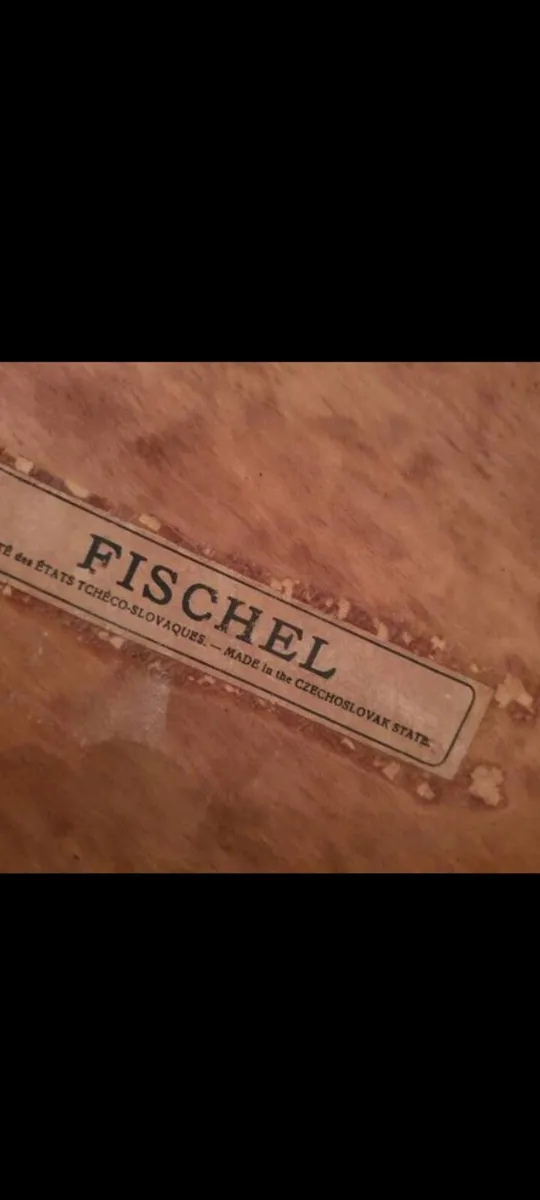 FISCHEL
des ÉTATS TCHÉCO-SLOVAQUES. — MADE in the CZECHOSLOVAK STATE.